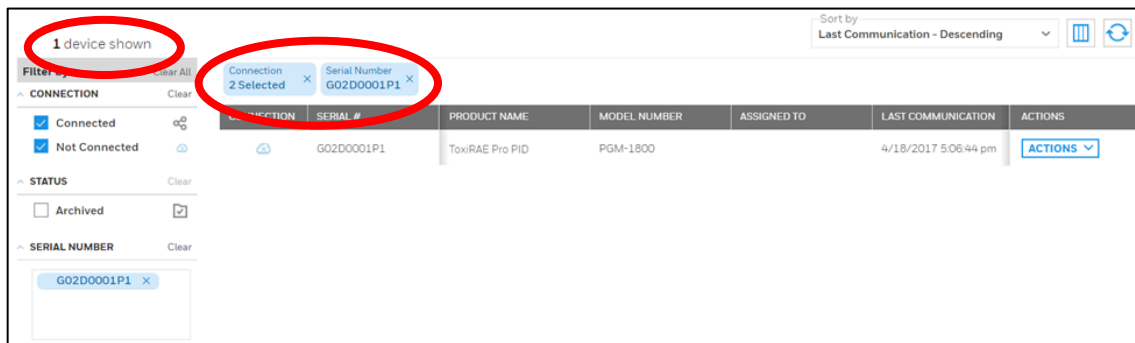 1 device shown
Sort by
Last Communication - Descending
Filter By Clear All
Connection
2 Selected ×
Serial Number
G02D0001P1 ×
CONNECTION Clear
Connected
Not Connected
STATUS Clear
Archived
SERIAL NUMBER Clear
G02D0001P1 ×
CONNECTION SERIAL # PRODUCT NAME MODEL NUMBER ASSIGNED TO LAST COMMUNICATION ACTIONS
G02D0001P1 ToxiRAE Pro PID PGM-1800 4/18/2017 5:06:44 pm ACTIONS